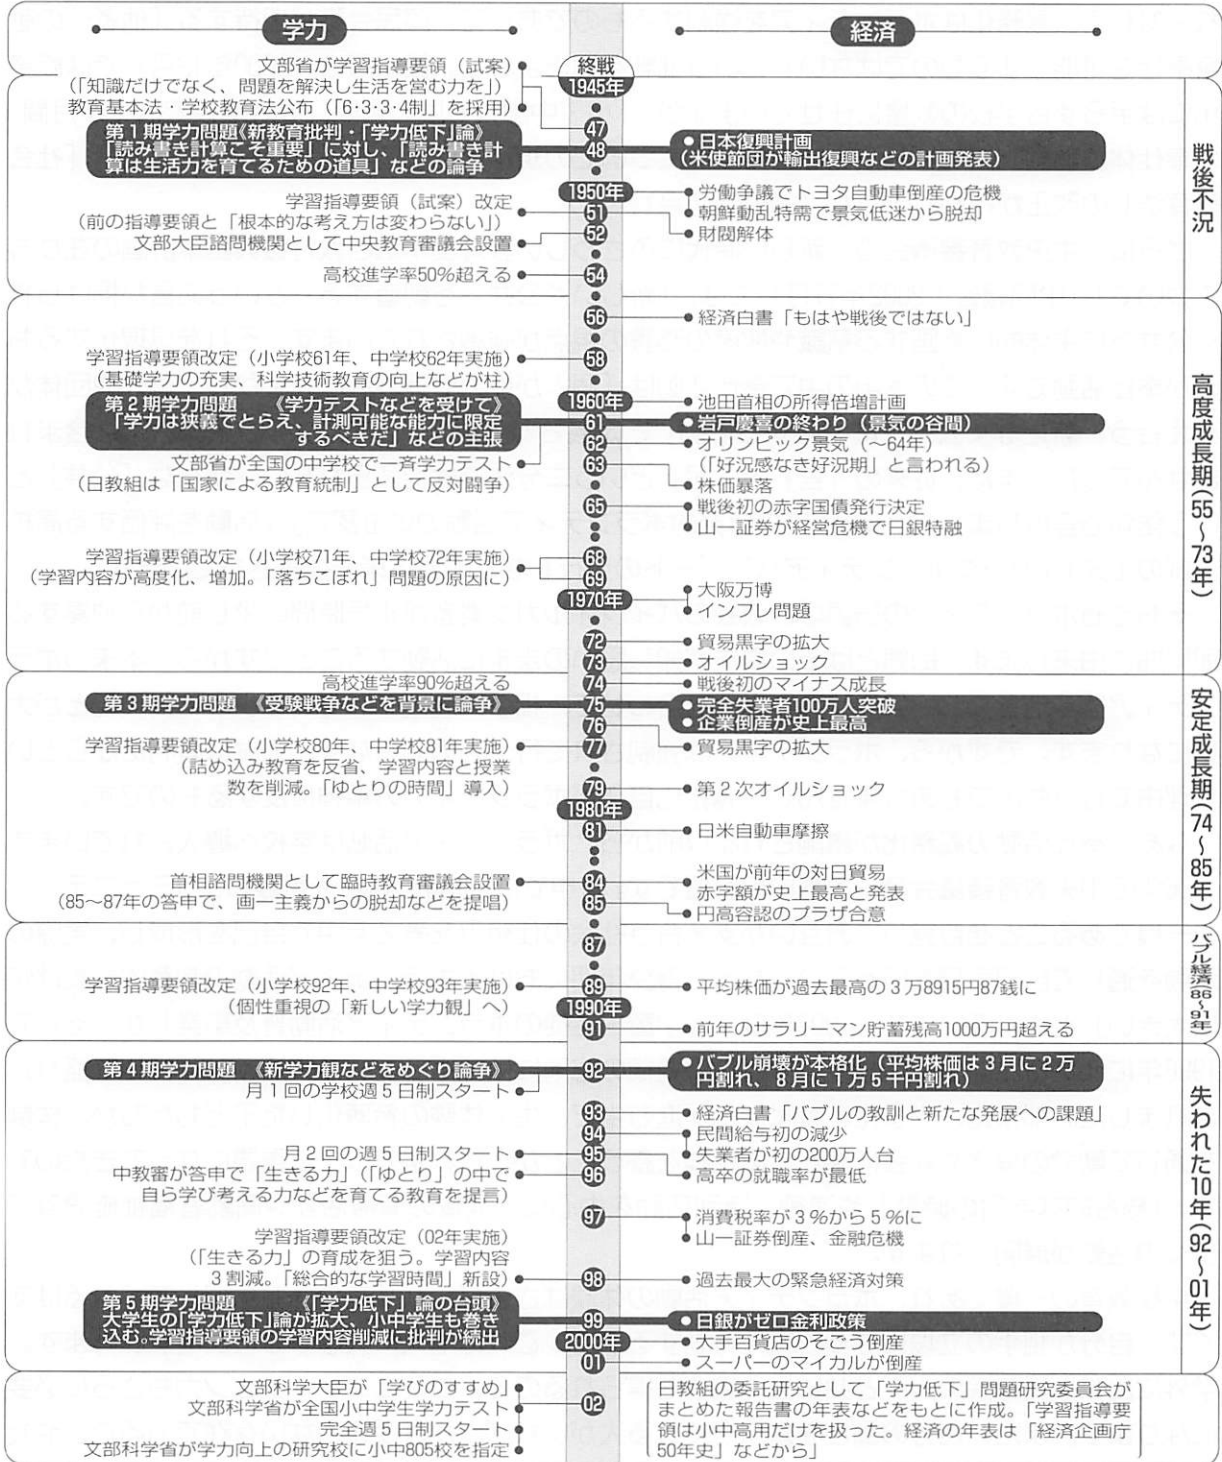 学力
経済
終戦
1945年
文部省が学習指導要領(試案)
(「知識だけでなく、問題を解決し生活を営む力を」)
教育基本法・学校教育法公布(「6・3・3・4制」を採用)
47
第1期学力問題《新教育批判・「学力低下」論》
「読み書き計算こそ重要」に対し、「読み書き計
算は生活力を育てるための道具」などの論争
48
●日本復興計画
(米使節団が輸出復興などの計画発表)
戦後不況
1950年
労働争議でトヨタ自動車倒産の危機
朝鮮動乱特需で景気低迷から脱却
学習指導要領(試案)改定
(前の指導要領と「根本的な考え方は変わらない」)
51
財閥解体
文部大臣諮問機関として中央教育審議会設置
52
高校進学率50%超える
54
56
経済白書「もはや戦後ではない」
学習指導要領改定(小学校61年、中学校62年実施)
(基礎学力の充実、科学技術教育の向上などが柱)
58
高度成長期(55~73年)
1960年
池田首相の所得倍増計画
第2期学力問題 《学力テストなどを受けて》
「学力は狭義でとらえ、計測可能な能力に限定
するべきだ」などの主張
61
●岩戸慶喜の終わり(景気の谷間)
文部省が全国の中学校で一斉学力テスト
(日教組は「国家による教育統制」として反対闘争)
62
オリンピック景気(~64年)
(「好況感なき好況期」と言われる)
63
株価暴落
65
戦後初の赤字国債発行決定
山一証券が経営危機で日銀特融
学習指導要領改定(小学校71年、中学校72年実施)
(学習内容が高度化、増加。「落ちこぼれ」問題の原因に)
68
69
1970年
大阪万博
インフレ問題
72
貿易黒字の拡大
73
オイルショック
高校進学率90%超える
74
戦後初のマイナス成長
第3期学力問題 《受験戦争などを背景に論争》
75
●完全失業者100万人突破
●企業倒産が史上最高
76
貿易黒字の拡大
学習指導要領改定(小学校80年、中学校81年実施)
(詰め込み教育を反省、学習内容と授業
数を削減。「ゆとりの時間」導入)
77
安定成長期(74~85年)
79
第2次オイルショック
1980年
81
日米自動車摩擦
首相諮問機関として臨時教育審議会設置
(85~87年の答申で、画一主義からの脱却などを提唱)
84
米国が前年の対日貿易
赤字額が史上最高と発表
85
円高容認のプラザ合意
87
学習指導要領改定(小学校92年、中学校93年実施)
(個性重視の「新しい学力観」へ)
89
平均株価が過去最高の3万8915円87銭に
バブル経済(86~91年)
1990年
91
前年のサラリーマン貯蓄残高1000万円超える
第4期学力問題 《新学力観などをめぐり論争》
月1回の学校週5日制スタート
92
●バブル崩壊が本格化(平均株価は3月に2万
円割れ、8月に1万5千円割れ)
93
経済白書「バブルの教訓と新たな発展への課題」
94
民間給与初の減少
失業者が初の200万人台
月2回の週5日制スタート
95
高卒の就職率が最低
中教審が答申で「生きる力」(「ゆとり」の中で
自ら学び考える力などを育てる教育を提言)
96
失われた10年(92~01年)
97
消費税率が3%から5%に
山一証券倒産、金融危機
学習指導要領改定(02年実施)
(「生きる力」の育成を狙う。学習内容
3割減。「総合的な学習時間」新設)
98
過去最大の緊急経済対策
第5期学力問題 《「学力低下」論の台頭》
大学生の「学力低下」論が拡大、小中学生も巻き
込む。学習指導要領の学習内容削減に批判が続出
99
●日銀がゼロ金利政策
2000年
大手百貨店のそごう倒産
01
スーパーのマイカルが倒産
文部科学大臣が「学びのすすめ」
文部科学省が全国小中学生学力テスト
完全週5日制スタート
文部科学省が学力向上の研究校に小中805校を指定
02
日教組の委託研究として「学力低下」問題研究委員会が
まとめた報告書の年表などをもとに作成。「学習指導要
領は小中高用だけを扱った。経済の年表は「経済企画庁
50年史」などから」